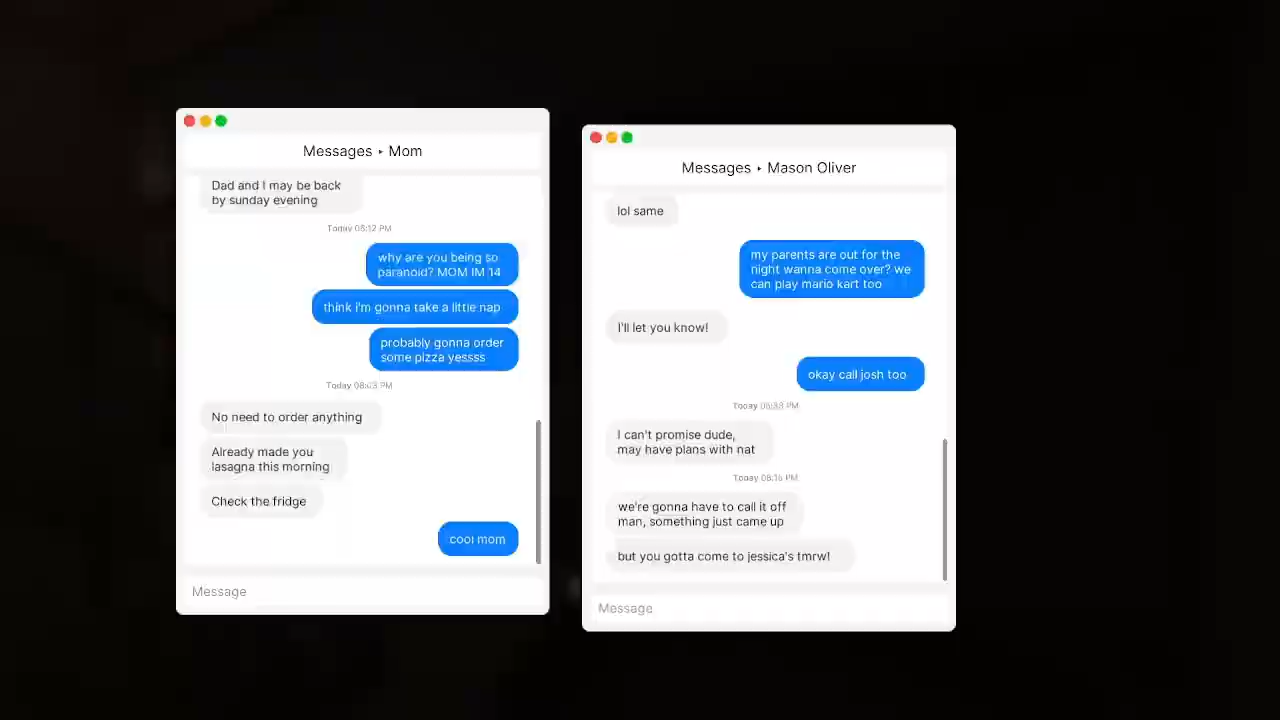 Messages ‣ Mom
Dad and I may be back
by sunday evening
Today 05:12 PM
why are you being so
paranoid? MOM IM 14
think i'm gonna take a little nap
probably gonna order
some pizza yessss
Today 08:03 PM
No need to order anything
Already made you
lasagna this morning
Check the fridge
cool mom
Message
Messages ‣ Mason Oliver
lol same
my parents are out for the
night wanna come over? we
can play mario kart too
I'll let you know!
okay call josh too
Today 05:33 PM
I can't promise dude,
may have plans with nat
Today 08:15 PM
we're gonna have to call it off
man, something just came up
but you gotta come to jessica's tmrw!
Message